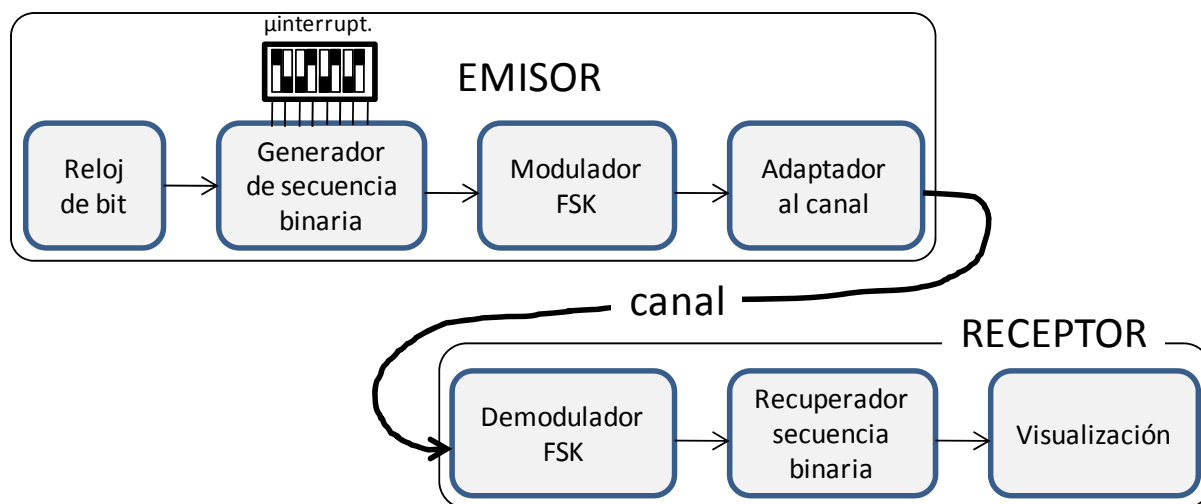 µinterrupt.
EMISOR
Reloj
de bit
Generador
de secuencia
binaria
Modulador
FSK
Adaptador
al canal
canal
RECEPTOR
Demodulador
FSK
Recuperador
secuencia
binaria
Visualización